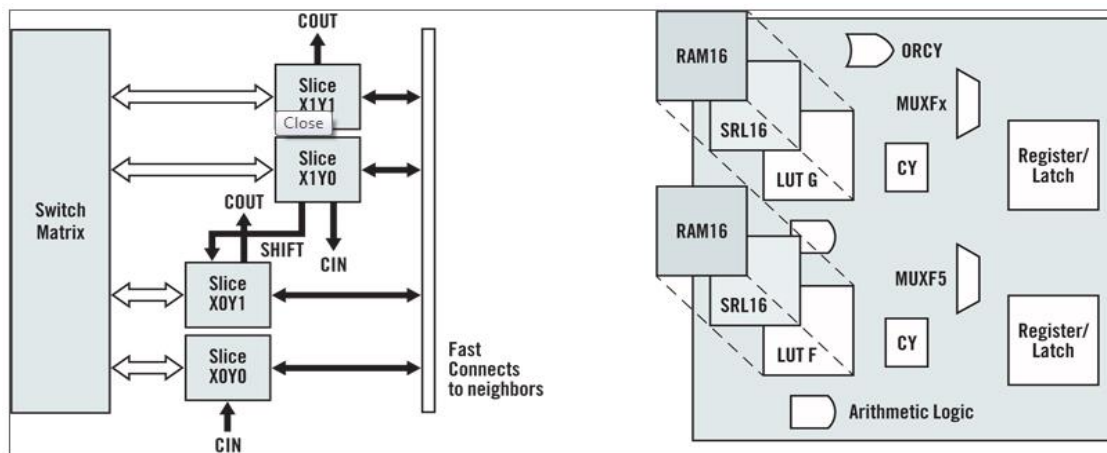 COUT
Slice
X1Y1
Close
Slice
X1Y0
COUT
Switch
Matrix
SHIFT
CIN
Slice
X0Y1
Slice
X0Y0
Fast
Connects
to neighbors
CIN
RAM16
ORCY
MUXFx
SRL16
CY
Register/
Latch
LUT G
RAM16
MUXF5
SRL16
CY
Register/
Latch
LUT F
Arithmetic Logic